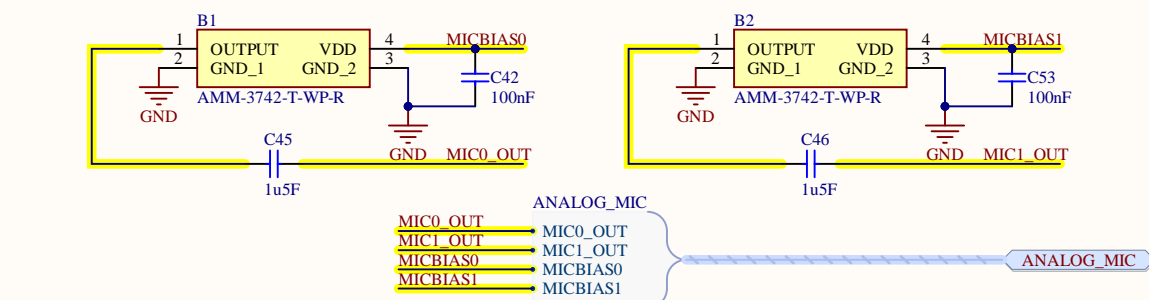 B1
B2
1 OUTPUT VDD 4 MICBIAS0
2 GND_1 GND_2 3
C42
100nF
AMM-3742-T-WP-R
GND
GND
C45
MIC0_OUT
1u5F
1 OUTPUT VDD 4 MICBIAS1
2 GND_1 GND_2 3
C53
100nF
AMM-3742-T-WP-R
GND
GND
C46
MIC1_OUT
1u5F
ANALOG_MIC
MIC0_OUT MIC0_OUT
MIC1_OUT MIC1_OUT
MICBIAS0 MICBIAS0
MICBIAS1 MICBIAS1
ANALOG_MIC